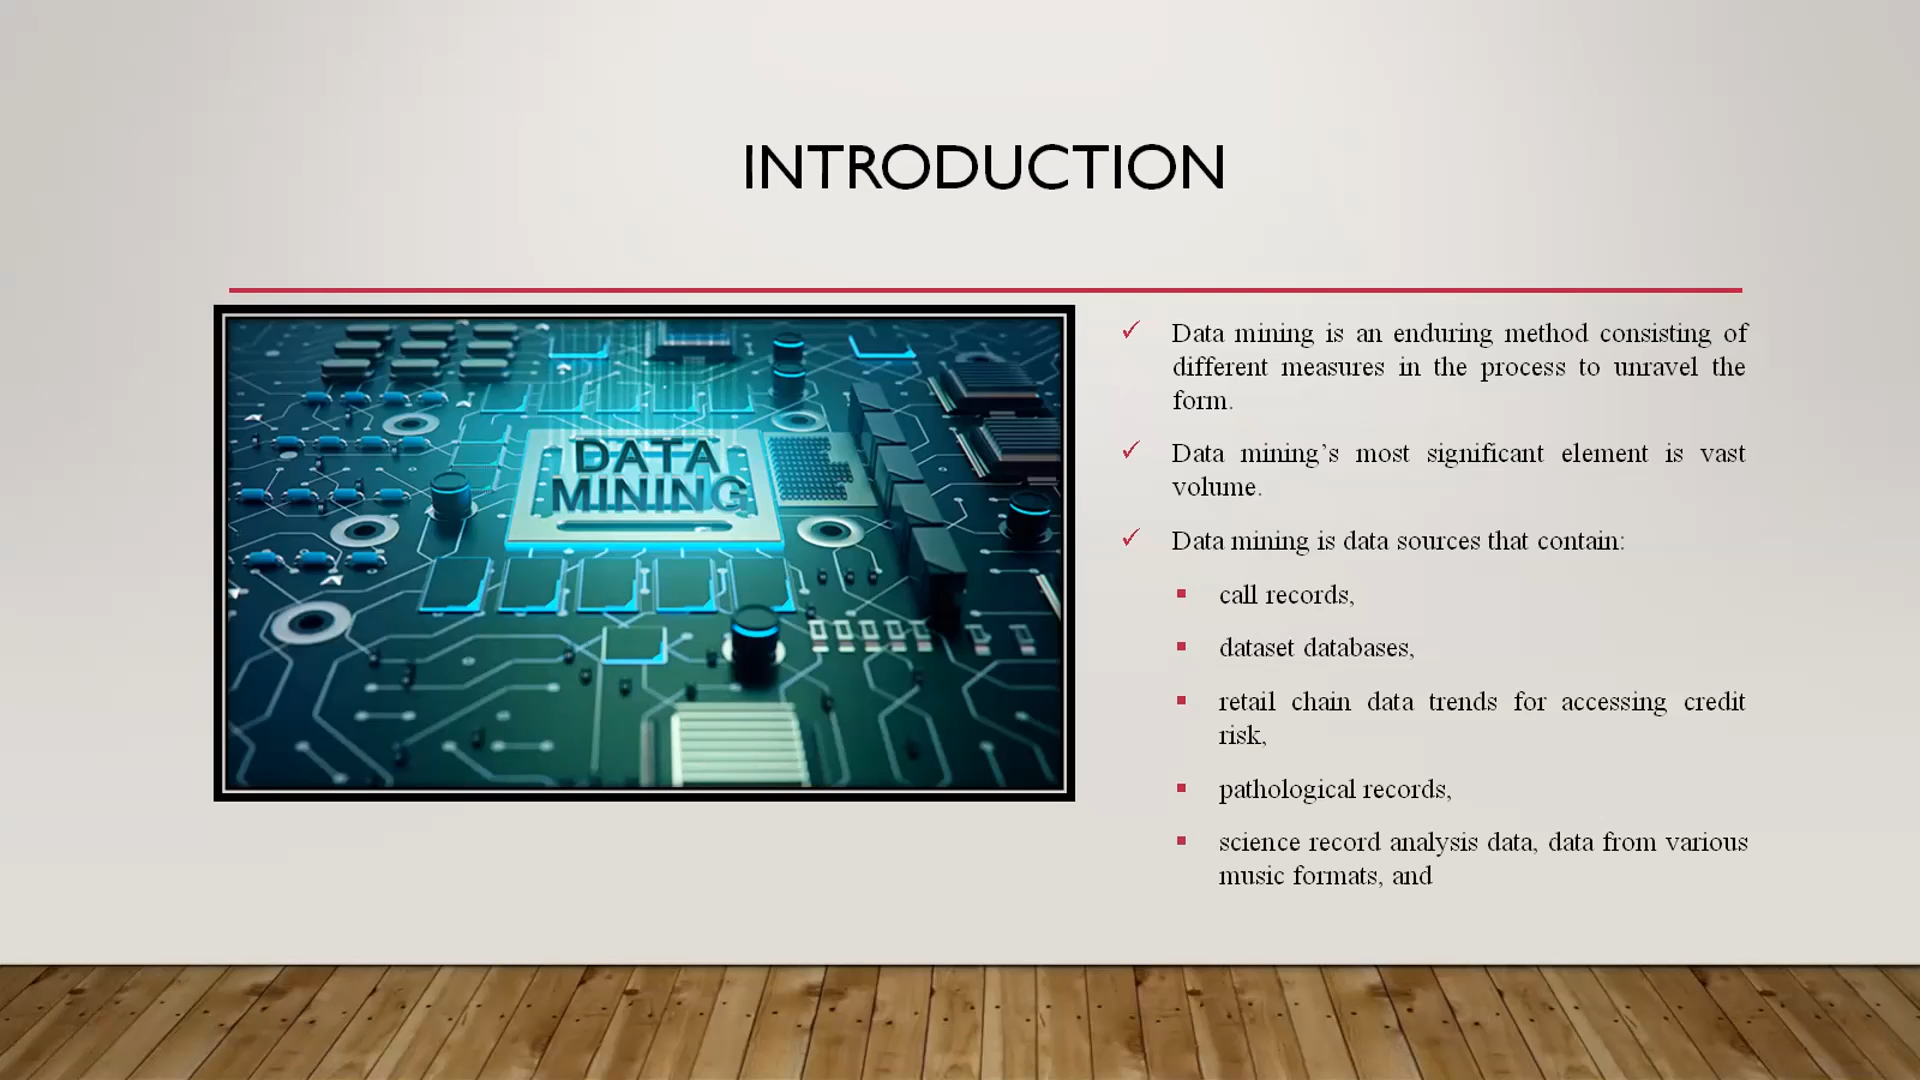 INTRODUCTION
DATA
MINING
Data mining is an enduring method consisting of
different measures in the process to unravel the
form.
Data mining’s most significant element is vast
volume.
Data mining is data sources that contain:
call records,
dataset databases,
retail chain data trends for accessing credit
risk,
pathological records,
science record analysis data, data from various
music formats, and